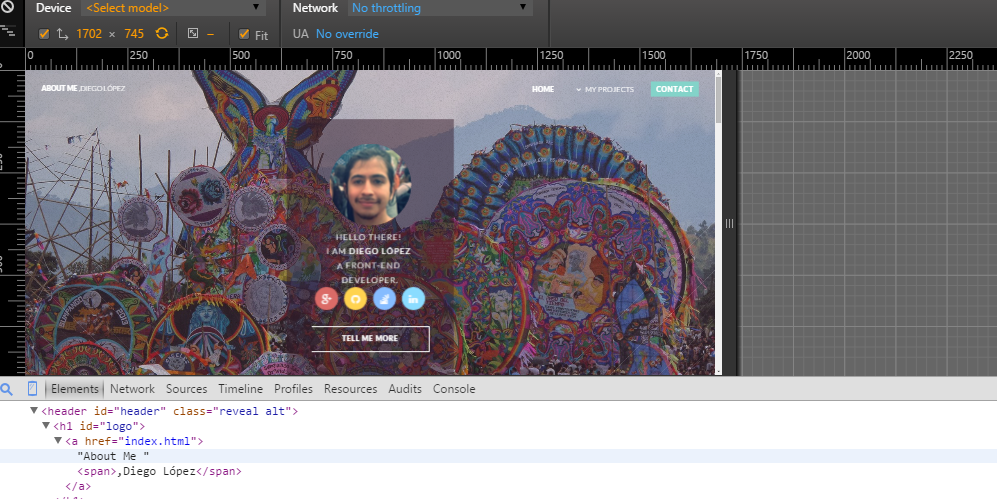 Device <Select model> Network No throttling
1702 × 745 – Fit UA No override
0 250 500 750 1000 1250 1500 1750 2000 2250
ABOUT ME ,DIEGO LÓPEZ HOME MY PROJECTS CONTACT
HELLO THERE!
I AM DIEGO LÓPEZ
A FRONT-END
DEVELOPER.
g+ in
TELL ME MORE
Elements Network Sources Timeline Profiles Resources Audits Console
<header id="header" class="reveal alt">
<h1 id="logo">
<a href="index.html">
"About Me "
<span>,Diego López</span>
</a>